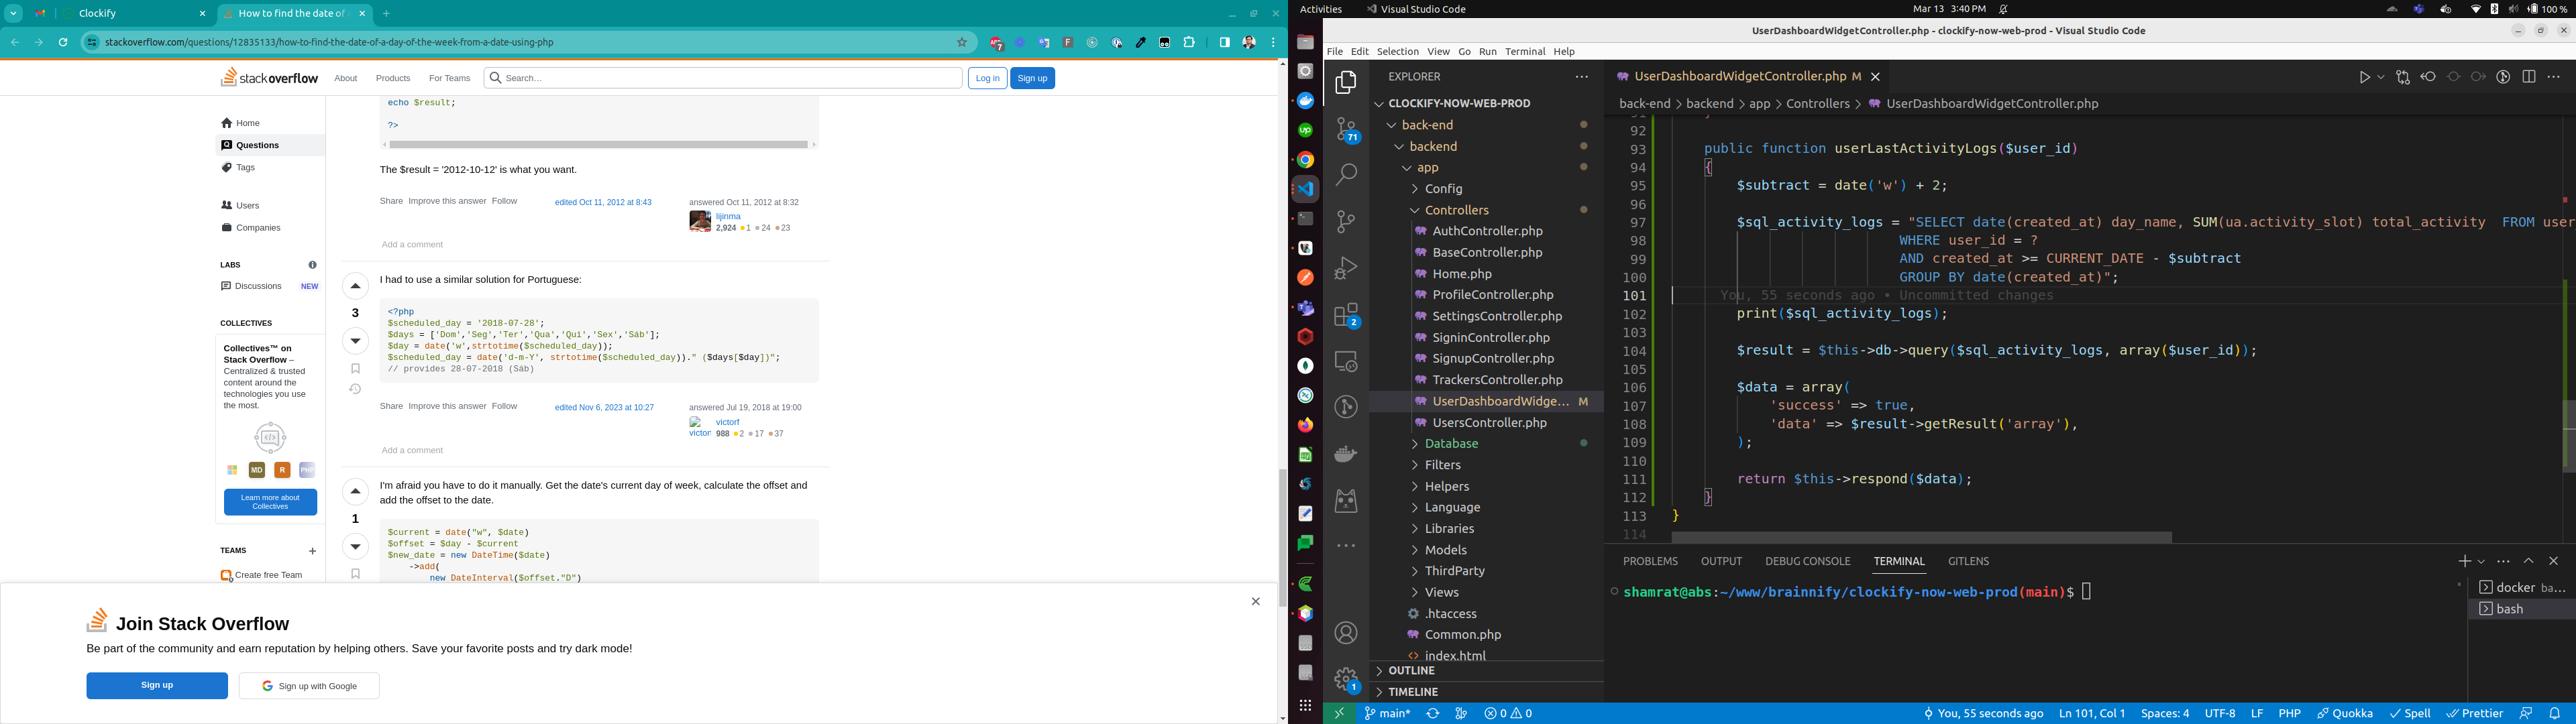 Clockify
How to find the date of a
stackoverflow.com/questions/12835133/how-to-find-the-date-of-a-day-of-the-week-from-a-date-using-php
7
stackoverflow
About
Products
For Teams
Search…
Log in
Sign up
Home
Questions
Tags
Users
Companies
LABS
Discussions
NEW
COLLECTIVES
Collectives™ on
Stack Overflow –
Centralized & trusted
content around the
technologies you use
the most.
MD
R
PHP
Learn more about
Collectives
TEAMS
Create free Team
echo $result;
?>
The $result = '2012-10-12' is what you want.
Share Improve this answer Follow
edited Oct 11, 2012 at 8:43
answered Oct 11, 2012 at 8:32
lijinma
2,924 1 24 23
Add a comment
3
I had to use a similar solution for Portuguese:
<?php
$scheduled_day = '2018-07-28';
$days = ['Dom','Seg','Ter','Qua','Qui','Sex','Sáb'];
$day = date('w',strtotime($scheduled_day));
$scheduled_day = date('d-m-Y', strtotime($scheduled_day))." ($days[$day])";
// provides 28-07-2018 (Sáb)
Share Improve this answer Follow
edited Nov 6, 2023 at 10:27
answered Jul 19, 2018 at 19:00
victor
victorf
988 2 17 37
Add a comment
1
I'm afraid you have to do it manually. Get the date's current day of week, calculate the offset and
add the offset to the date.
$current = date("w", $date)
$offset = $day - $current
$new_date = new DateTime($date)
->add(
new DateInterval($offset."D")
Join Stack Overflow
Be part of the community and earn reputation by helping others. Save your favorite posts and try dark mode!
Sign up
Sign up with Google
Activities
Visual Studio Code
Mar 13 3:40 PM
100 %
UserDashboardWidgetController.php - clockify-now-web-prod - Visual Studio Code
File Edit Selection View Go Run Terminal Help
71
2
1
EXPLORER
CLOCKIFY-NOW-WEB-PROD
back-end
backend
app
Config
Controllers
AuthController.php
BaseController.php
Home.php
ProfileController.php
SettingsController.php
SigninController.php
SignupController.php
TrackersController.php
UserDashboardWidge... M
UsersController.php
Database
Filters
Helpers
Language
Libraries
Models
ThirdParty
Views
.htaccess
Common.php
index.html
OUTLINE
TIMELINE
UserDashboardWidgetController.php M
back-end > backend > app > Controllers > UserDashboardWidgetController.php
92
93 public function userLastActivityLogs($user_id)
94 {
95 $subtract = date('w') + 2;
96
97 $sql_activity_logs = "SELECT date(created_at) day_name, SUM(ua.activity_slot) total_activity  FROM user
98 WHERE user_id = ?
99 AND created_at >= CURRENT_DATE - $subtract
100 GROUP BY date(created_at)";
101 You, 55 seconds ago • Uncommitted changes
102 print($sql_activity_logs);
103
104 $result = $this->db->query($sql_activity_logs, array($user_id));
105
106 $data = array(
107 'success' => true,
108 'data' => $result->getResult('array'),
109 );
110
111 return $this->respond($data);
112 }
113 }
114
PROBLEMS OUTPUT DEBUG CONSOLE TERMINAL GITLENS
shamrat@abs:~/www/brainnify/clockify-now-web-prod(main)$
docker ba...
bash
main*
0 0
You, 55 seconds ago
Ln 101, Col 1
Spaces: 4
UTF-8
LF
PHP
Quokka
Spell
Prettier